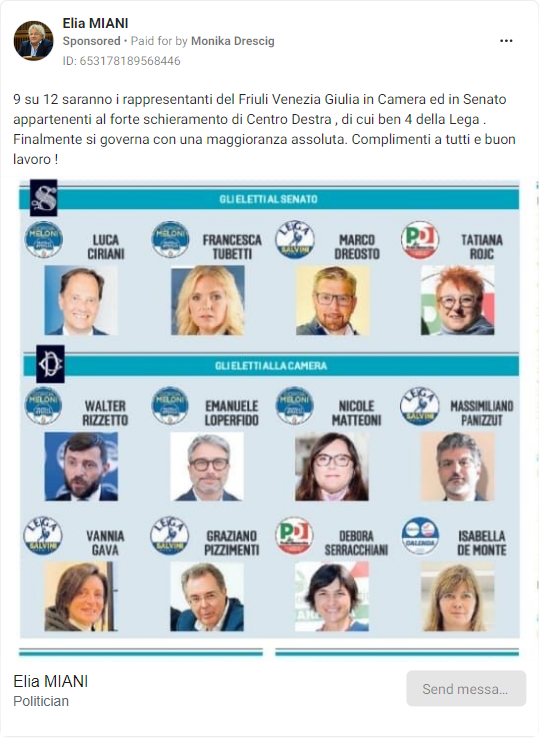 Elia MIANI
Sponsored • Paid for by Monika Drescig
ID: 653178189568446
9 su 12 saranno i rappresentanti del Friuli Venezia Giulia in Camera ed in Senato
appartenenti al forte schieramento di Centro Destra , di cui ben 4 della Lega .
Finalmente si governa con una maggioranza assoluta. Complimenti a tutti e buon
lavoro !
GLI ELETTI AL SENATO
MELONI
LUCA
CIRIANI
MELONI
FRANCESCA
TUBETTI
LEGA
SALVINI
MARCO
DREOSTO
PD
TATIANA
ROJC
GLI ELETTI ALLA CAMERA
MELONI
WALTER
RIZZETTO
MELONI
EMANUELE
LOPERFIDO
MELONI
NICOLE
MATTEONI
LEGA
SALVINI
MASSIMILIANO
PANIZZUT
LEGA
SALVINI
VANNIA
GAVA
LEGA
SALVINI
GRAZIANO
PIZZIMENTI
PD
DEBORA
SERRACCHIANI
CALENDA
ISABELLA
DE MONTE
Elia MIANI
Politician
Send messa...